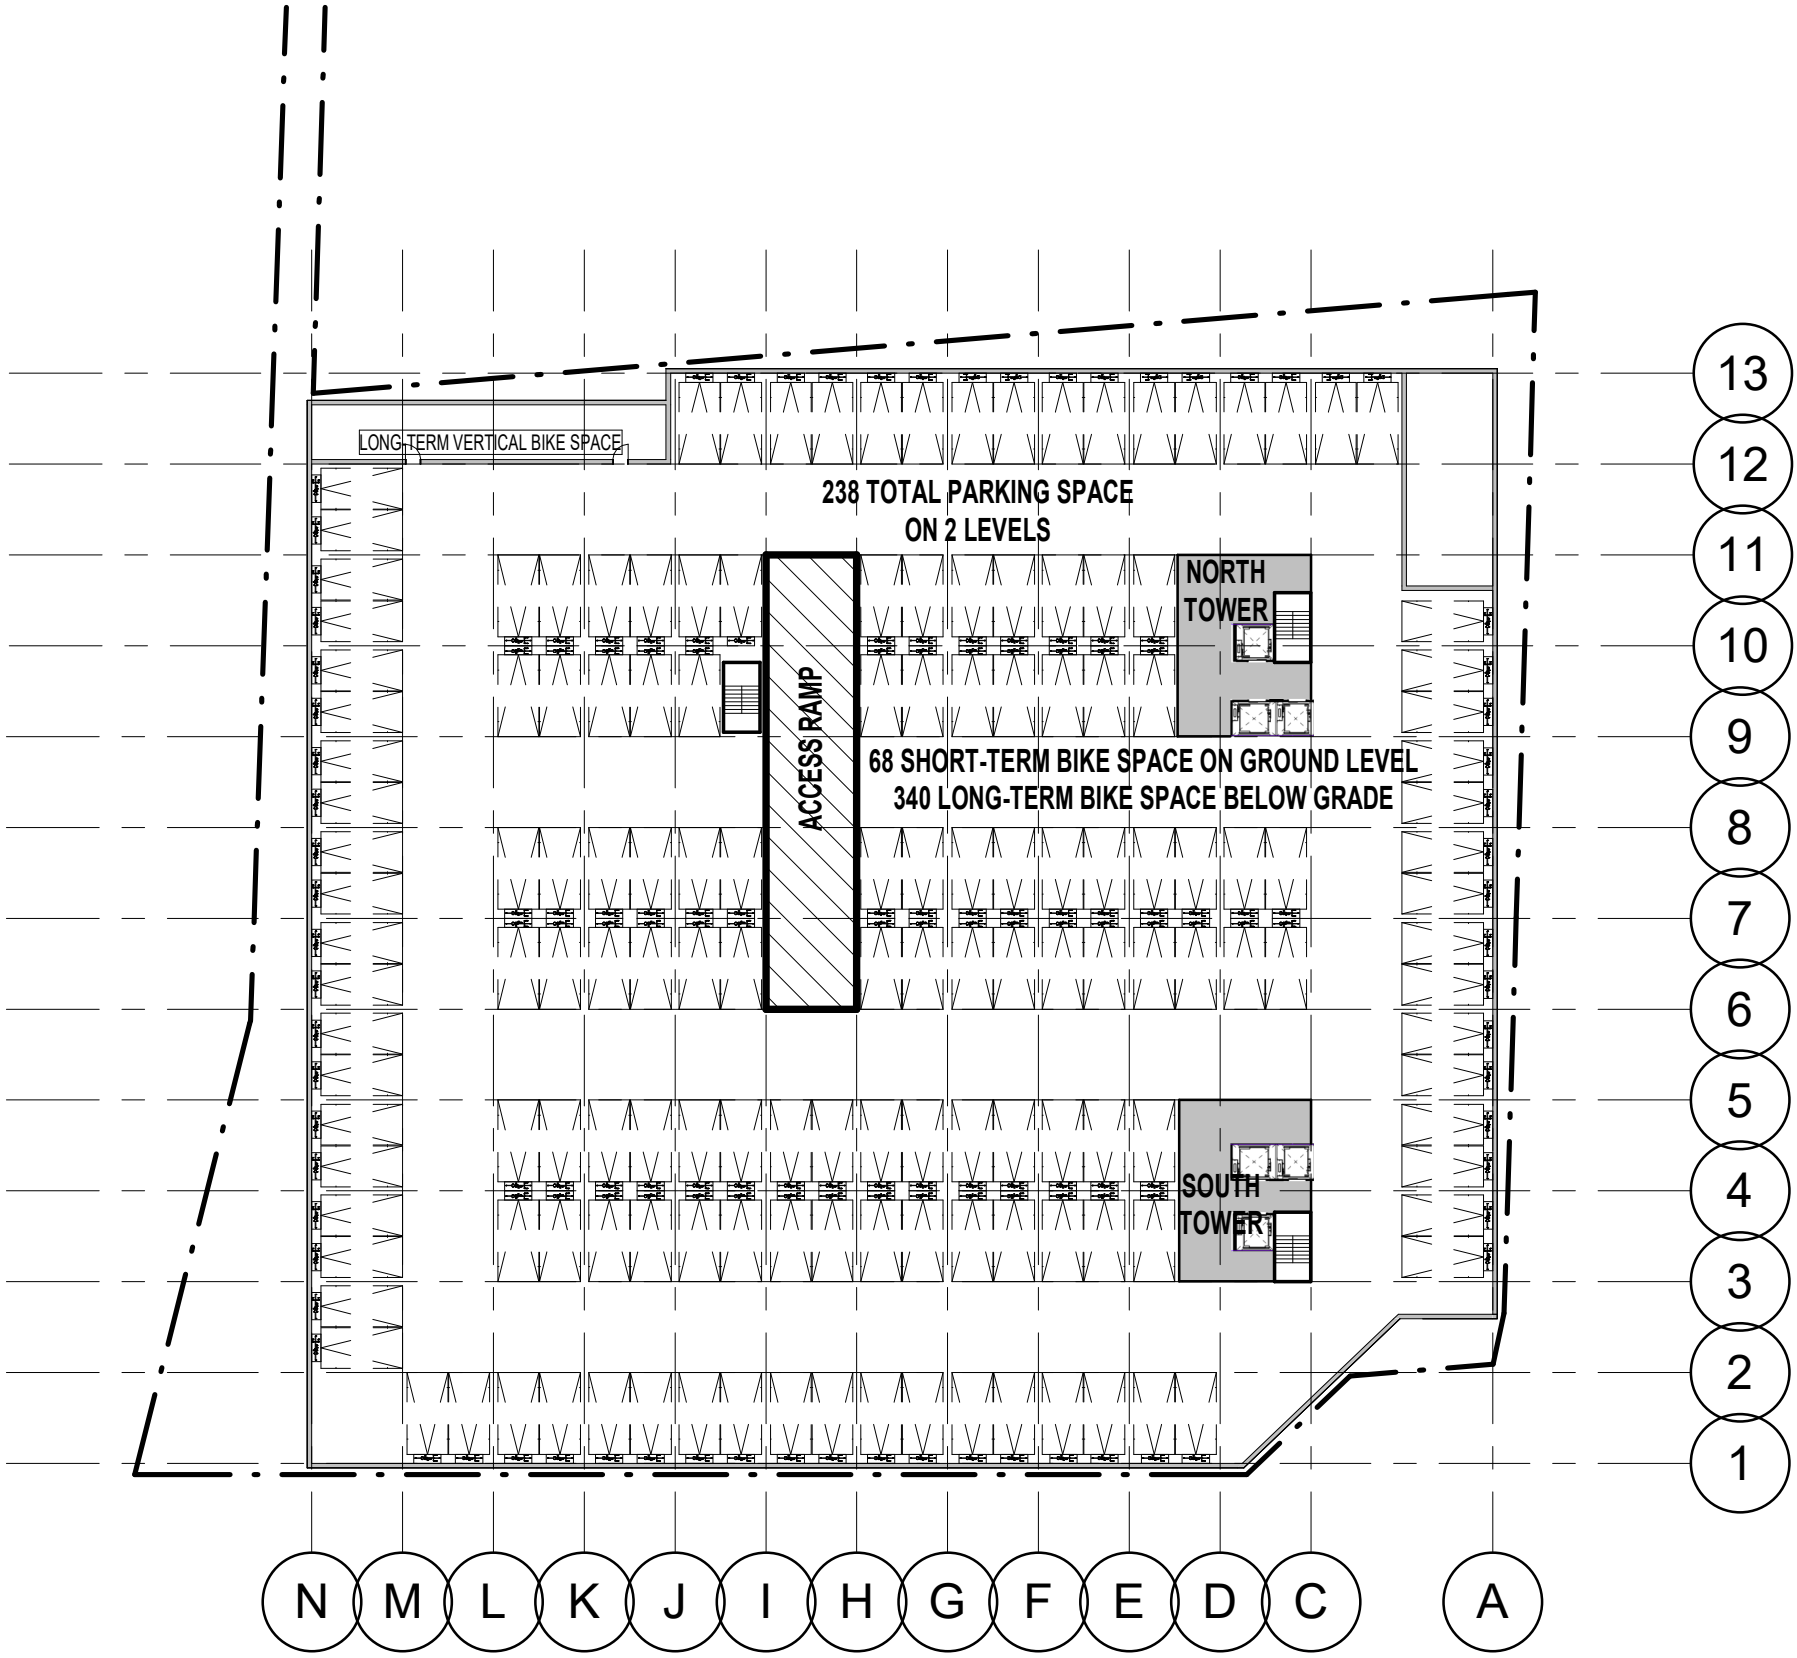 13
LONG-TERM VERTICAL BIKE SPACE
12
238 TOTAL PARKING SPACE
ON 2 LEVELS
11
NORTH
TOWER
10
ACCESS RAMP
9
68 SHORT-TERM BIKE SPACE ON GROUND LEVEL
340 LONG-TERM BIKE SPACE BELOW GRADE
8
7
6
5
4
SOUTH
TOWER
3
2
1
N M L K J I H G F E D C A